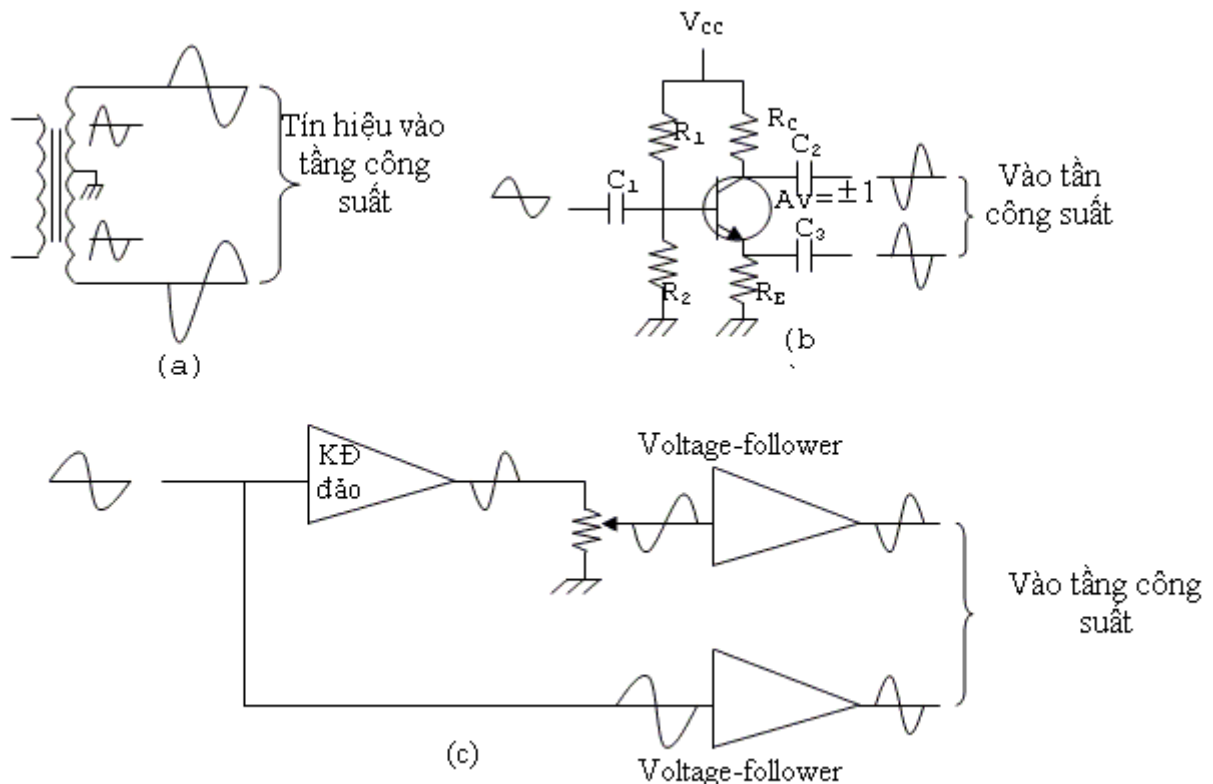 Tín hiệu vào
tầng công
suất
(a)
VCC
R1
RC
C1
C2
AV=±1
C3
R2
RE
Vào tần
công suất
(b
KĐ
đảo
Voltage-follower
Vào tầng công
suất
(c)
Voltage-follower